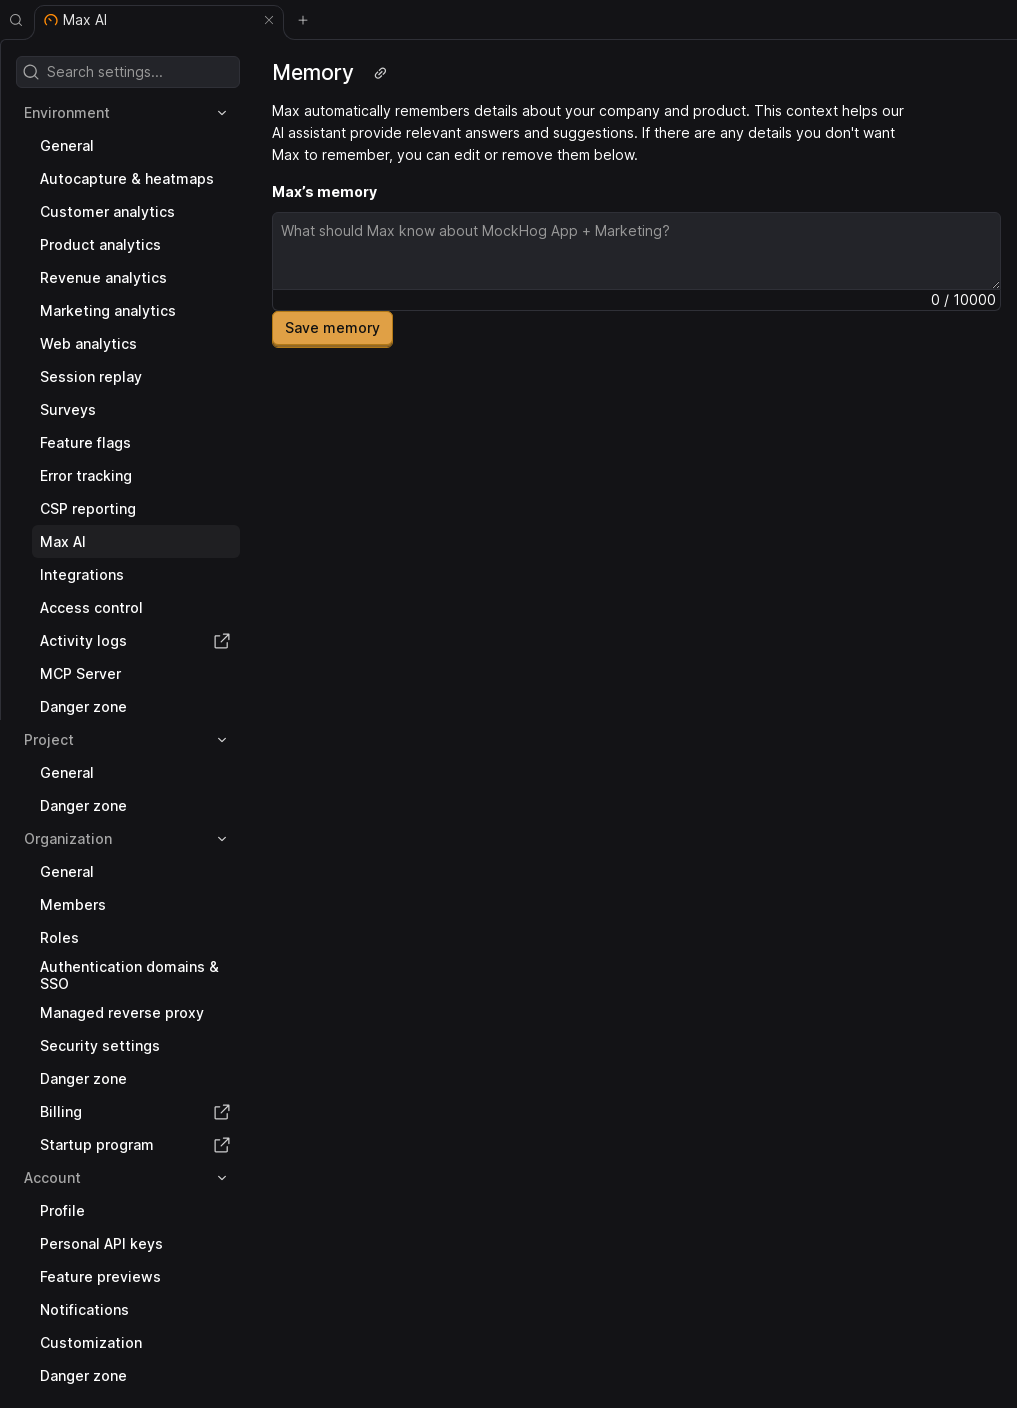 Max AI
Search settings...
Environment
General
Autocapture & heatmaps
Customer analytics
Product analytics
Revenue analytics
Marketing analytics
Web analytics
Session replay
Surveys
Feature flags
Error tracking
CSP reporting
Max AI
Integrations
Access control
Activity logs
MCP Server
Danger zone
Project
General
Danger zone
Organization
General
Members
Roles
Authentication domains &
SSO
Managed reverse proxy
Security settings
Danger zone
Billing
Startup program
Account
Profile
Personal API keys
Feature previews
Notifications
Customization
Danger zone
Memory
Max automatically remembers details about your company and product. This context helps our
AI assistant provide relevant answers and suggestions. If there are any details you don't want
Max to remember, you can edit or remove them below.
Max’s memory
What should Max know about MockHog App + Marketing?
0 / 10000
Save memory